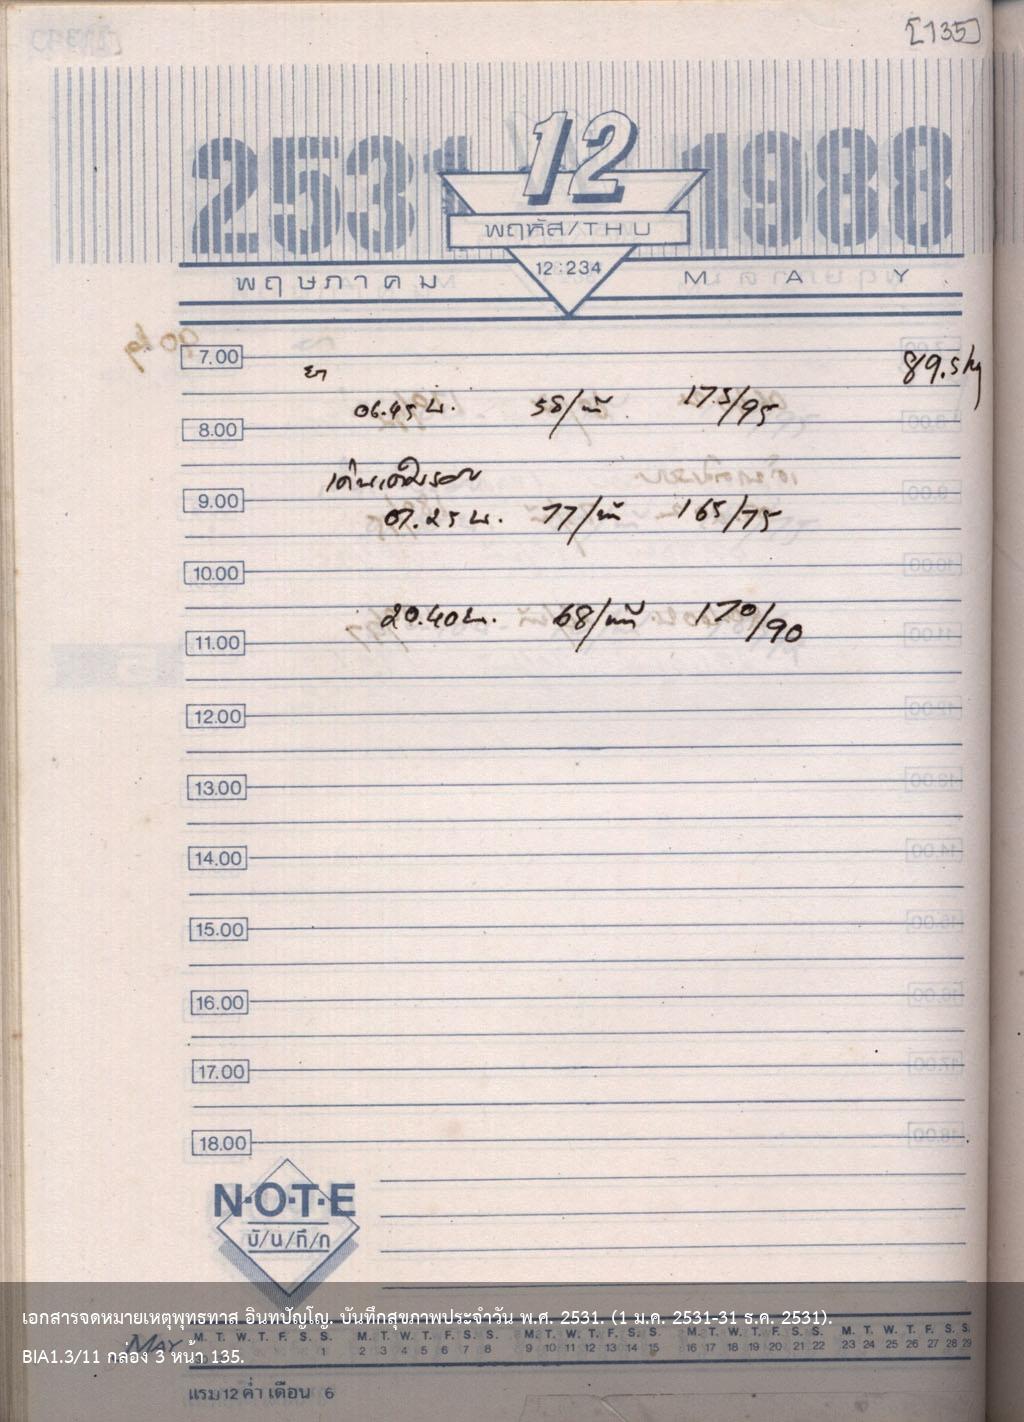 [135]
2531 12 1988
พฤหัส/THU
พฤษภาคม 12:234 MAY
7.00 89.5 kg
ยา
06.45 น. 58/นาที 175/95
8.00
เดินเต็มรอบ
9.00
07.25 น. 77/นาที 165/75
10.00
20.40 น. 68/นาที 170/90
11.00
12.00
13.00
14.00
15.00
16.00
17.00
18.00
N·O·T·E
บั/น/ทึ/ก
เอกสารจดหมายเหตุพุทธทาส อินทปัญโญ. บันทึกสุขภาพประจำวัน พ.ศ. 2531. (1 ม.ค. 2531-31 ธ.ค. 2531).
MAY M. T. W. T. F. S. S. M. T. W. T. F. S. S. M. T. W. T. F. S. S. M. T. W. T. F. S. S. M. T. W. T. F. S. S.
1 2 3 4 5 6 7 8 9 10 11 12 13 14 15 16 17 18 19 20 21 22 23 24 25 26 27 28 29
BIA1.3/11 กล่อง 3 หน้า 135.
แรม 12 ค่ำ เดือน 6